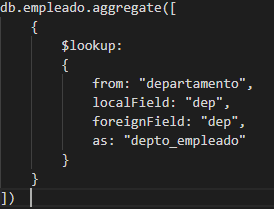 db.empleado.aggregate([
    {
        $lookup:
        {
            from: "departamento",
            localField: "dep",
            foreignField: "dep",
            as: "depto_empleado"
        }
    }
])